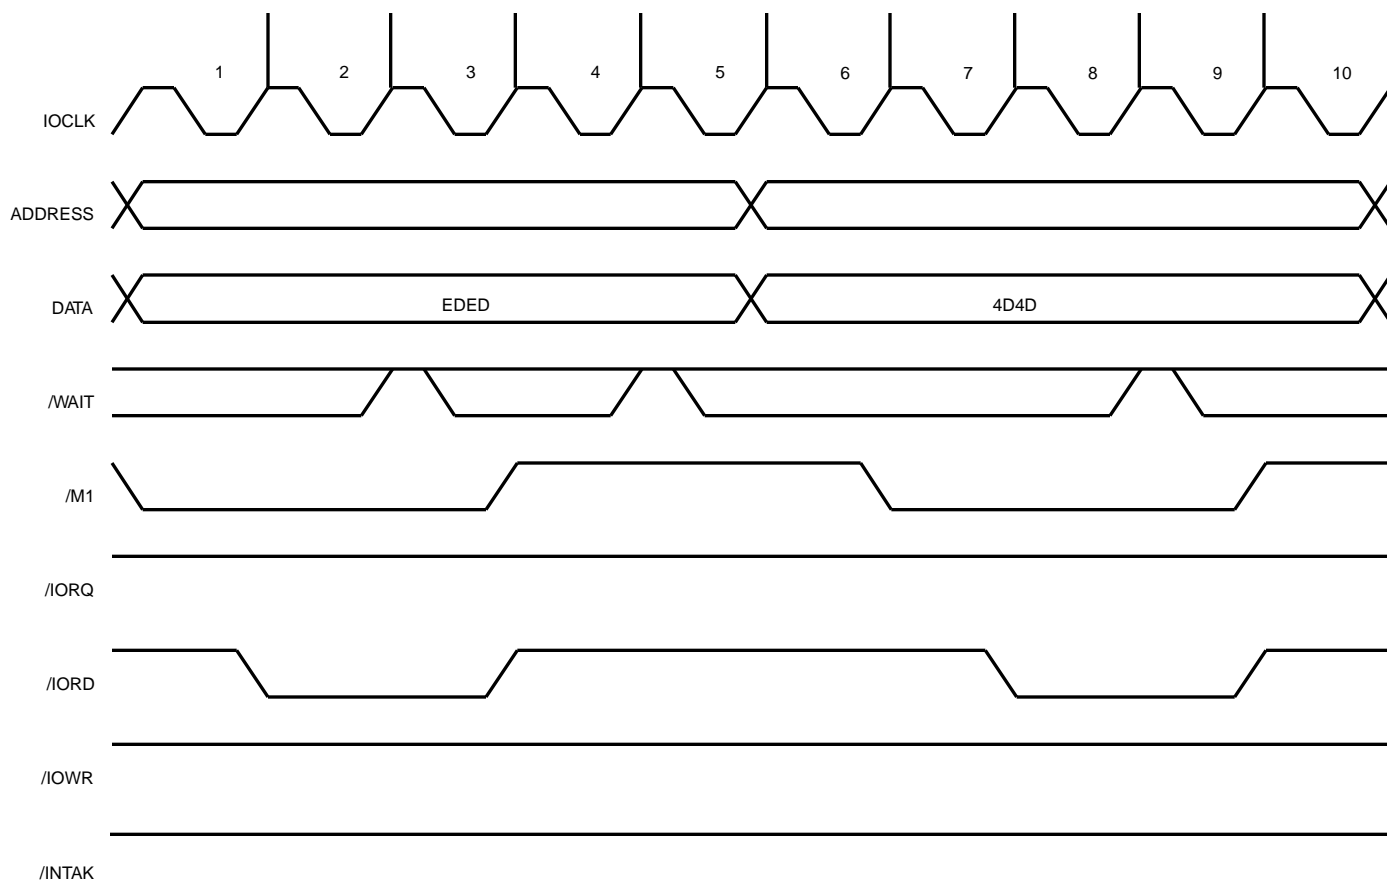 1 2 3 4 5 6 7 8 9 10
IOCLK
ADDRESS
DATA EDED 4D4D
/WAIT
/M1
/IORQ
/IORD
/IOWR
/INTAK